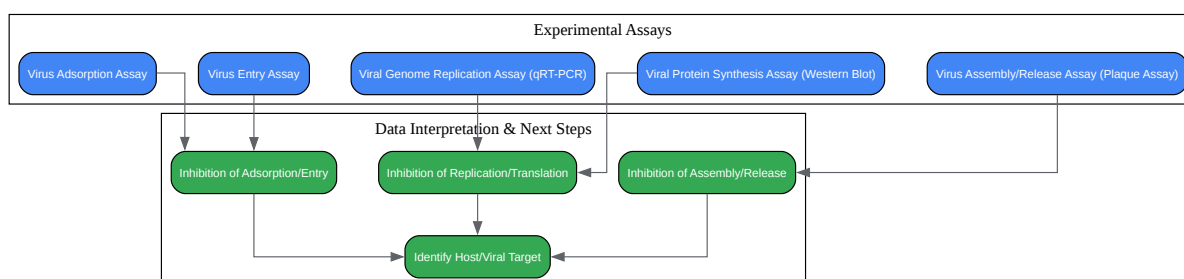 Experimental Assays
Virus Adsorption Assay
Virus Entry Assay
Viral Genome Replication Assay (qRT-PCR)
Viral Protein Synthesis Assay (Western Blot)
Virus Assembly/Release Assay (Plaque Assay)
Data Interpretation & Next Steps
Inhibition of Adsorption/Entry
Inhibition of Replication/Translation
Inhibition of Assembly/Release
Identify Host/Viral Target